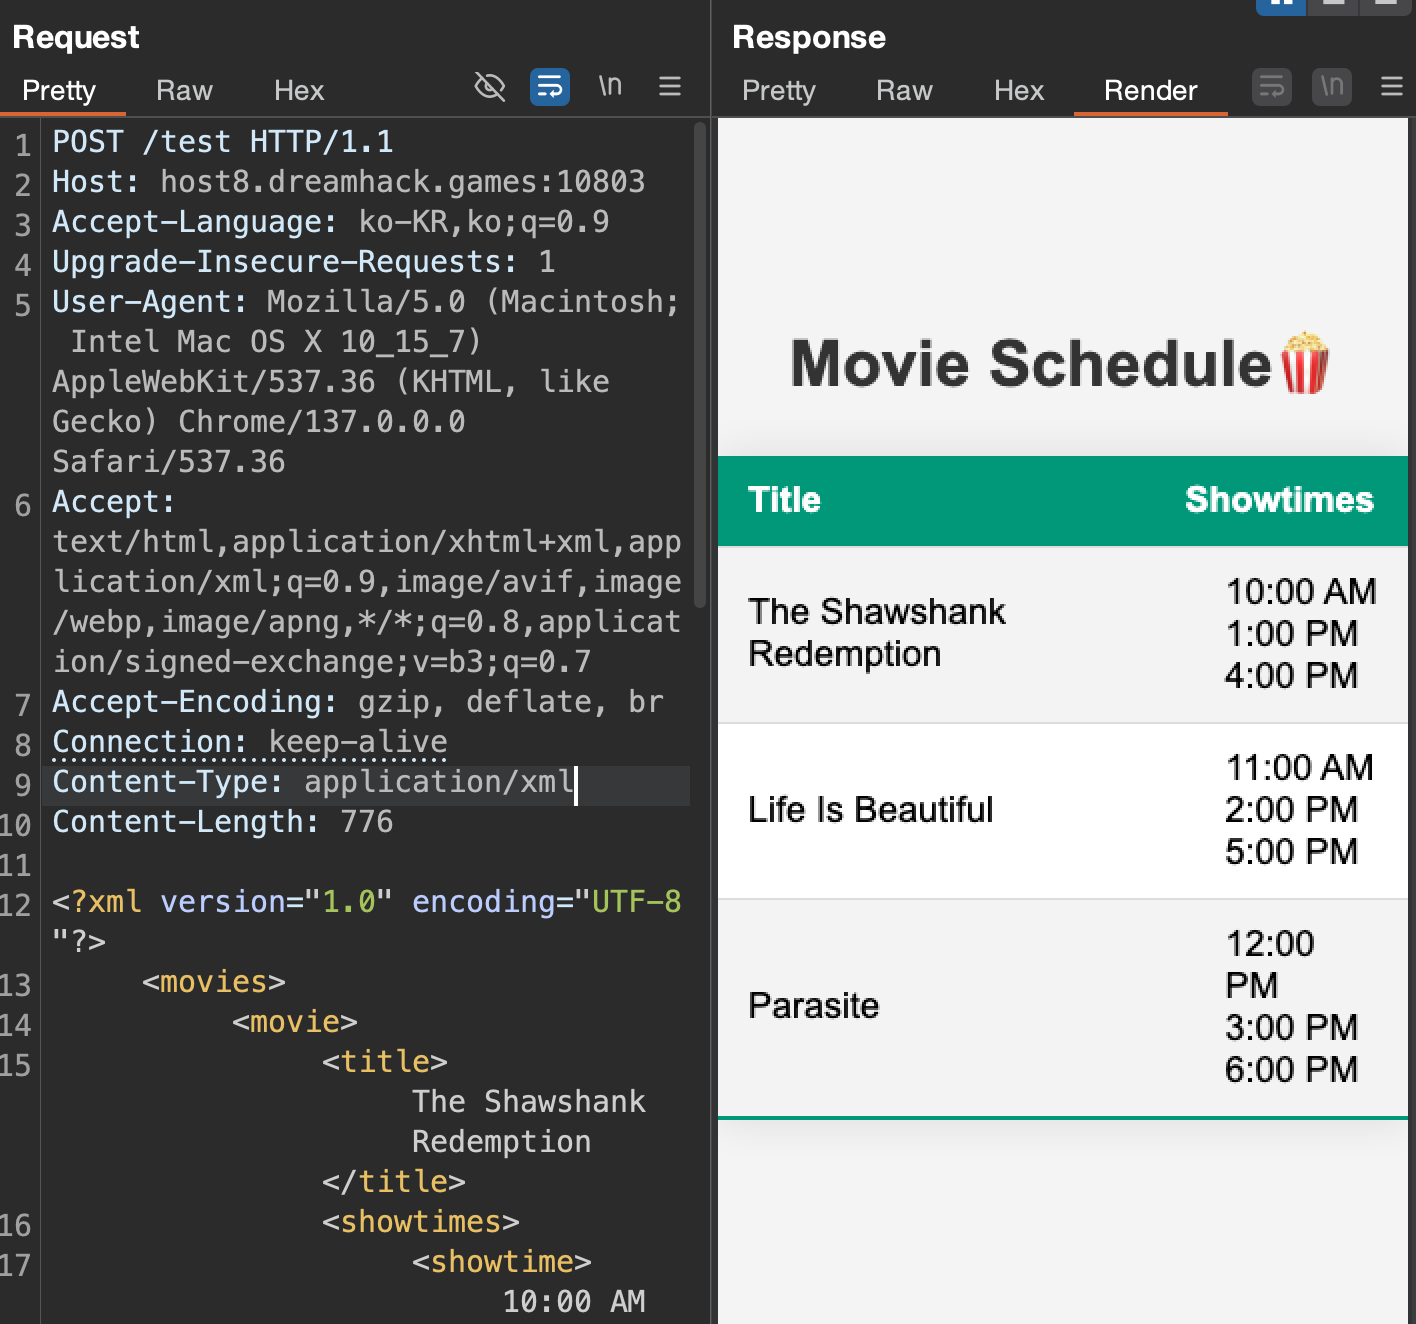 Request
Pretty Raw Hex \n
1 POST /test HTTP/1.1
2 Host: host8.dreamhack.games:10803
3 Accept-Language: ko-KR,ko;q=0.9
4 Upgrade-Insecure-Requests: 1
5 User-Agent: Mozilla/5.0 (Macintosh;
Intel Mac OS X 10_15_7)
AppleWebKit/537.36 (KHTML, like
Gecko) Chrome/137.0.0.0
Safari/537.36
6 Accept:
text/html,application/xhtml+xml,app
lication/xml;q=0.9,image/avif,image
/webp,image/apng,*/*;q=0.8,applicat
ion/signed-exchange;v=b3;q=0.7
7 Accept-Encoding: gzip, deflate, br
8 Connection: keep-alive
9 Content-Type: application/xml
10 Content-Length: 776
11
12 <?xml version="1.0" encoding="UTF-8
"?>
13 <movies>
14 <movie>
15 <title>
The Shawshank
Redemption
</title>
16 <showtimes>
17 <showtime>
10:00 AM
Response
Pretty Raw Hex Render \n
Movie Schedule🍿
Title Showtimes
The Shawshank
Redemption
10:00 AM
1:00 PM
4:00 PM
Life Is Beautiful
11:00 AM
2:00 PM
5:00 PM
Parasite
12:00
PM
3:00 PM
6:00 PM